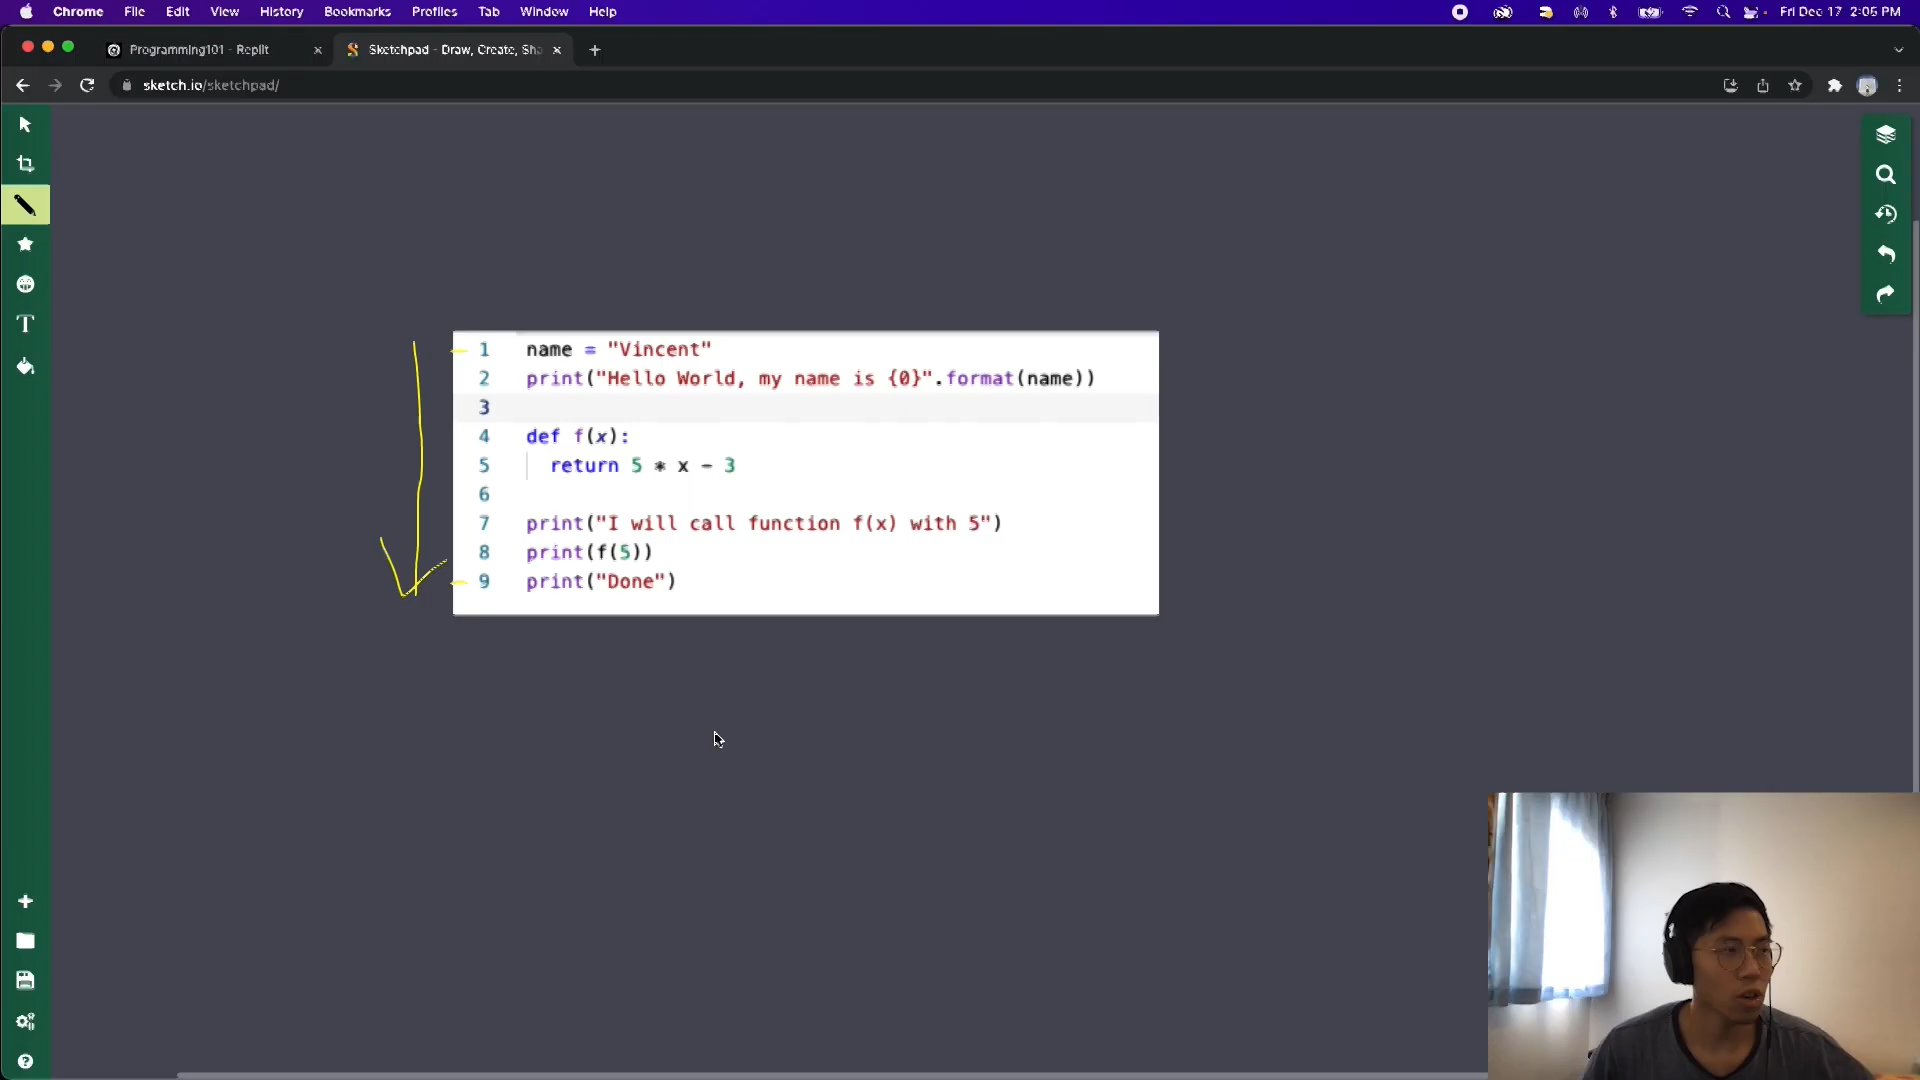 Chrome File Edit View History Bookmarks Profiles Tab Window Help Fri Dec 17 2:05 PM
Programming101 - Replit Sketchpad - Draw, Create, Sha
sketch.io/sketchpad/
1 name = "Vincent"
2 print("Hello World, my name is {0}".format(name))
3
4 def f(x):
5 return 5 * x - 3
6
7 print("I will call function f(x) with 5")
8 print(f(5))
9 print("Done")
T